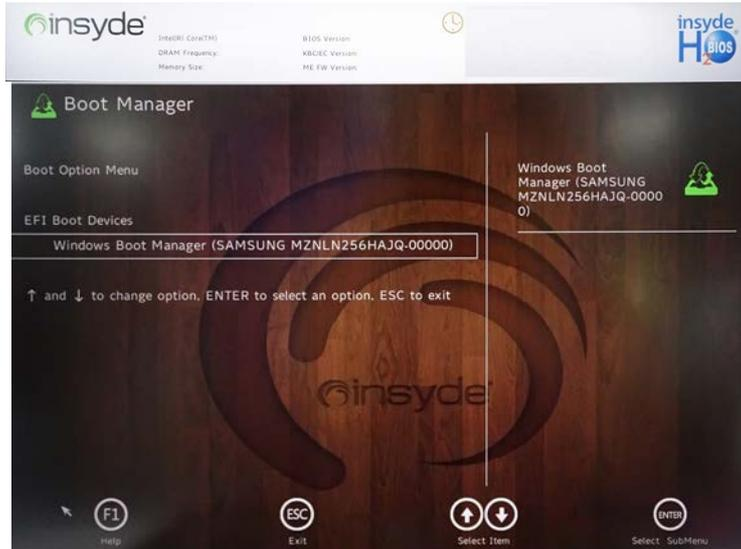 insyde
insyde
H2O BIOS
Intel(R) Core(TM)
BIOS Version
DRAM Frequency:
KBC/EC Version:
Memory Size:
ME FW Version:
Boot Manager
Boot Option Menu
EFI Boot Devices
Windows Boot Manager (SAMSUNG MZNLN256HAJQ-00000)
↑ and ↓ to change option, ENTER to select an option, ESC to exit
Windows Boot
Manager (SAMSUNG
MZNLN256HAJQ-0000
0)
insyde
F1
Help
ESC
Exit
Select Item
ENTER
Select SubMenu